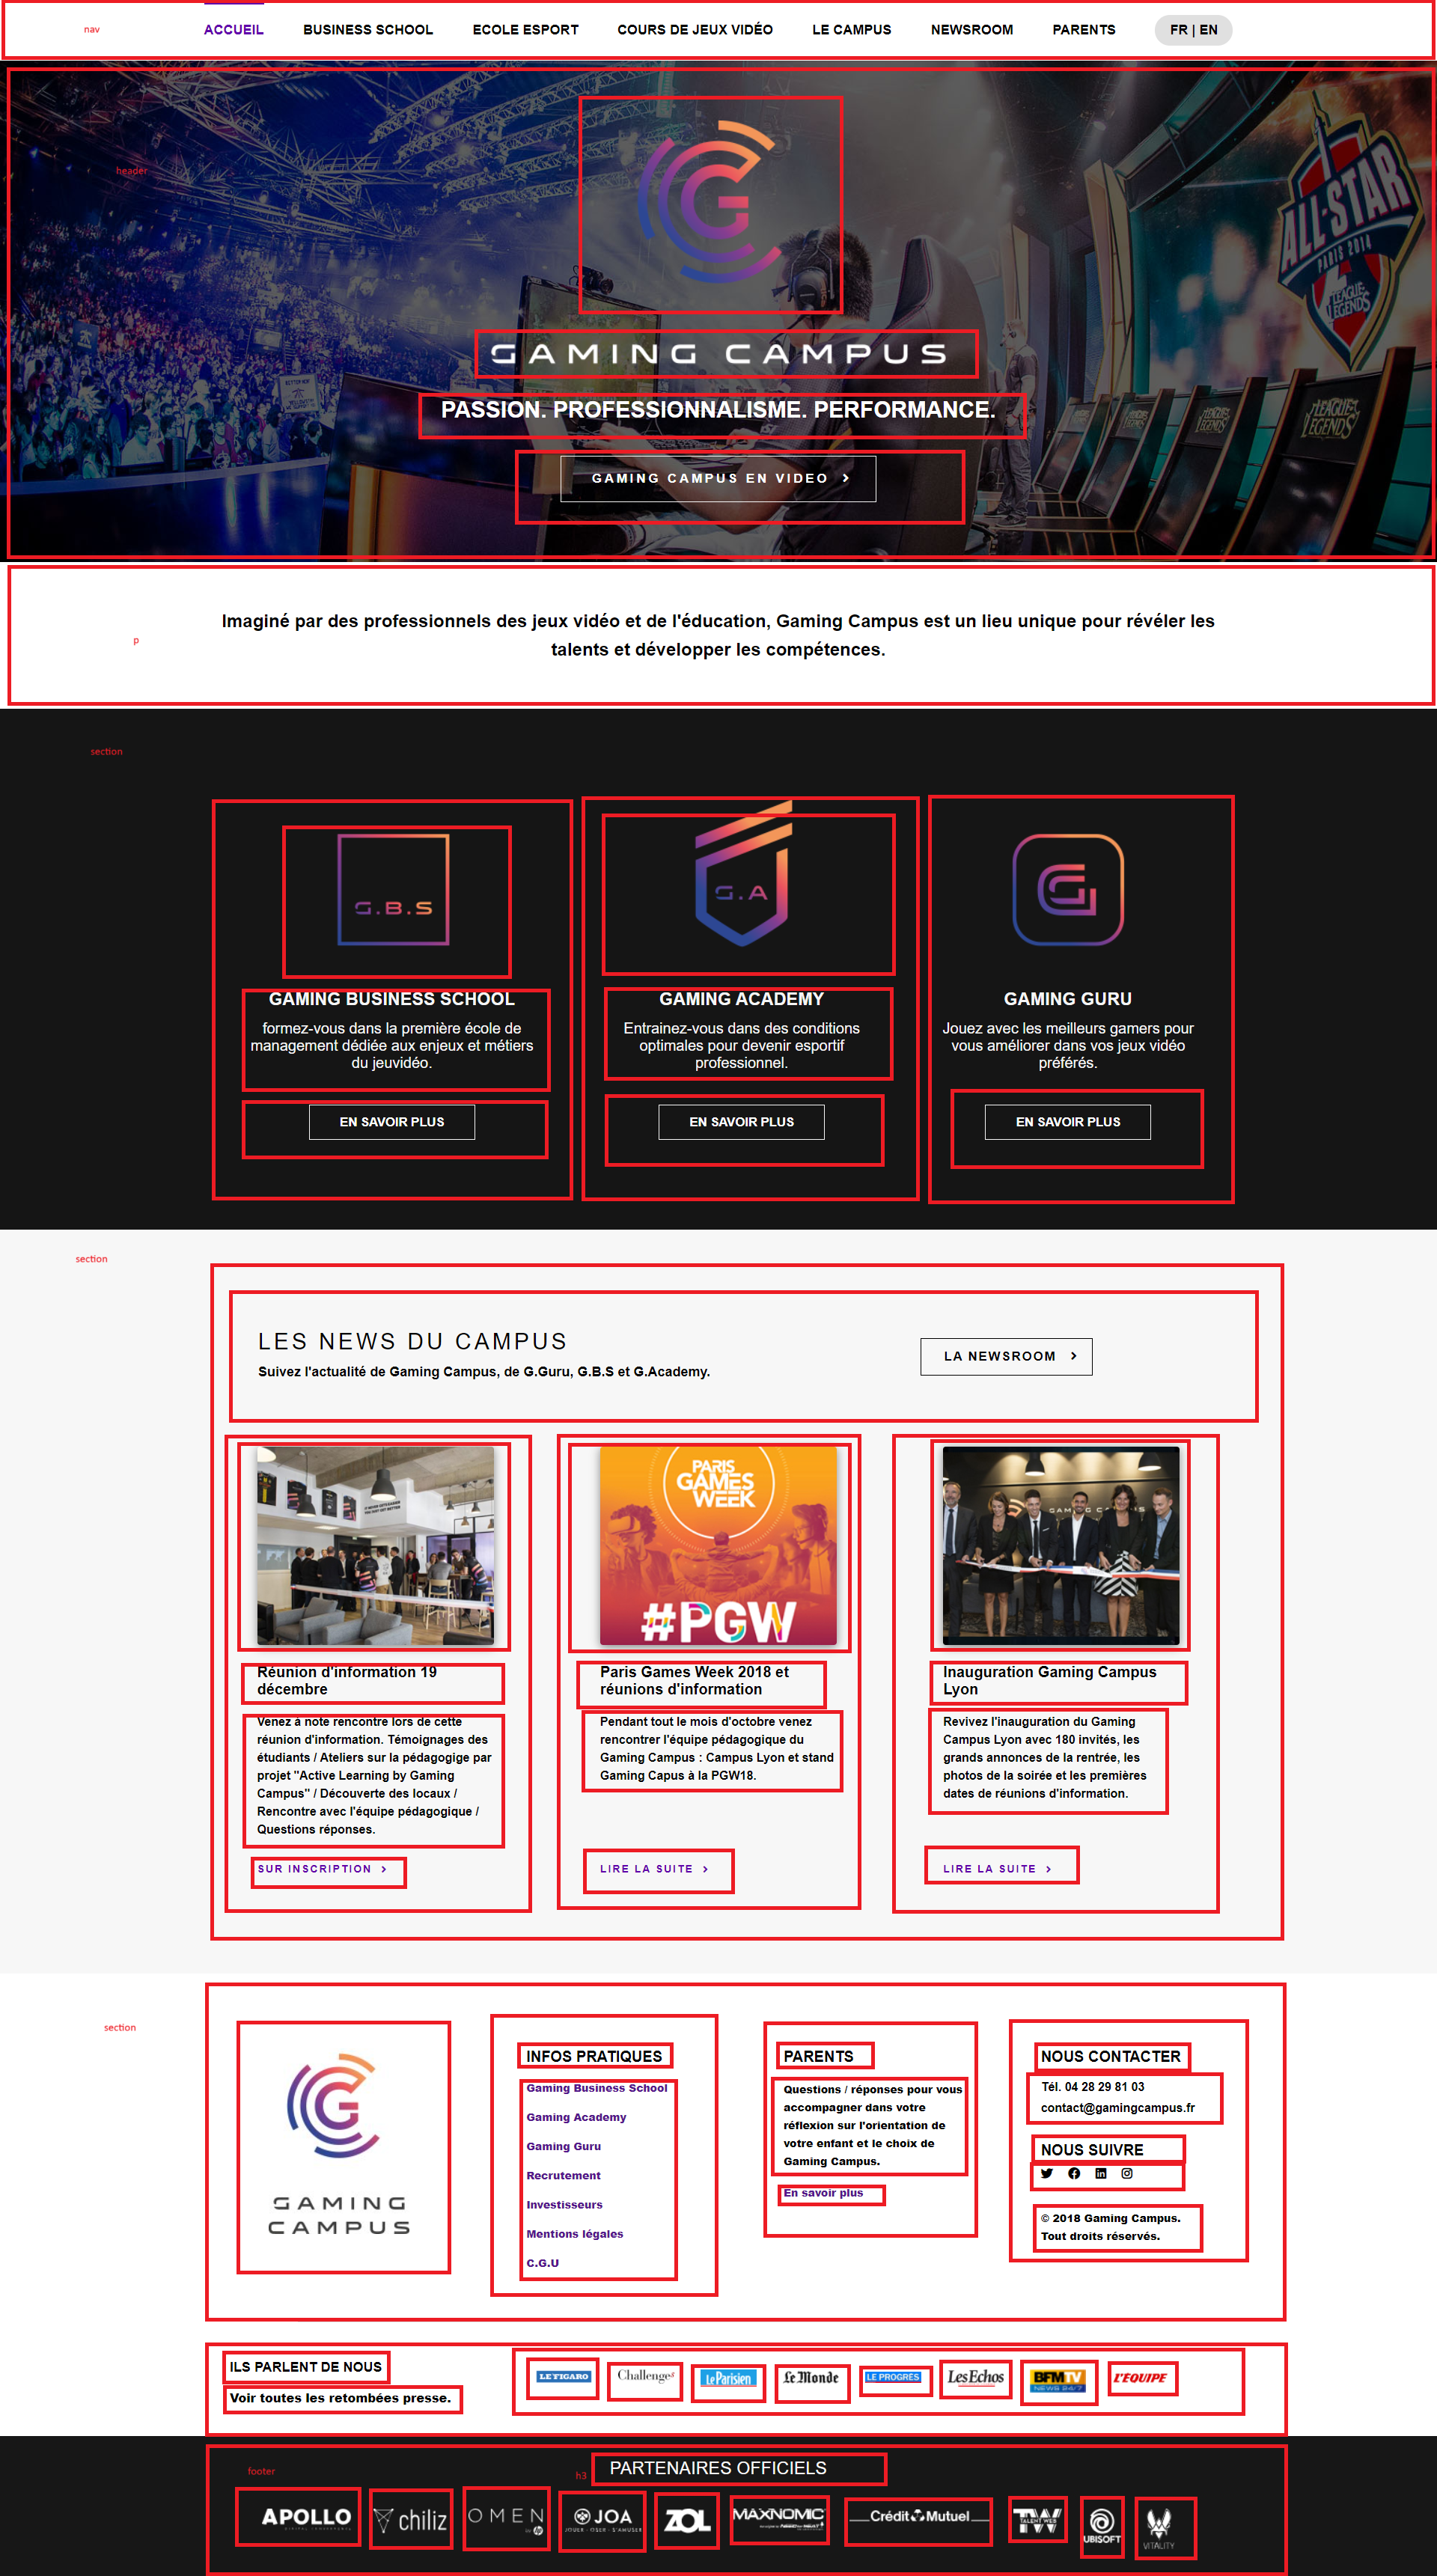 nav
ACCUEIL BUSINESS SCHOOL ECOLE ESPORT COURS DE JEUX VIDÉO LE CAMPUS NEWSROOM PARENTS FR | EN
header
ALL-STAR
PARIS 2014
LEAGUE LEGENDS
GAMING CAMPUS
PASSION. PROFESSIONNALISME. PERFORMANCE.
LEAGUE LEGENDS
LEAGUE LEGENDS
LEAGUE LEGENDS
GAMING CAMPUS EN VIDEO >
Imaginé par des professionnels des jeux vidéo et de l'éducation, Gaming Campus est un lieu unique pour révéler les
talents et développer les compétences.
p
section
G.B.S
GAMING BUSINESS SCHOOL
formez-vous dans la première école de
management dédiée aux enjeux et métiers
du jeuvidéo.
EN SAVOIR PLUS
G.A
GAMING ACADEMY
Entrainez-vous dans des conditions
optimales pour devenir esportif
professionnel.
EN SAVOIR PLUS
G
GAMING GURU
Jouez avec les meilleurs gamers pour
vous améliorer dans vos jeux vidéo
préférés.
EN SAVOIR PLUS
section
LES NEWS DU CAMPUS
Suivez l'actualité de Gaming Campus, de G.Guru, G.B.S et G.Academy.
LA NEWSROOM >
Réunion d'information 19
décembre
Venez à note rencontre lors de cette
réunion d'information. Témoignages des
étudiants / Ateliers sur la pédagogige par
projet "Active Learning by Gaming
Campus" / Découverte des locaux /
Rencontre avec l'équipe pédagogique /
Questions réponses.
SUR INSCRIPTION >
PARIS
GAMES
WEEK
#PGW
Paris Games Week 2018 et
réunions d'information
Pendant tout le mois d'octobre venez
rencontrer l'équipe pédagogique du
Gaming Campus : Campus Lyon et stand
Gaming Capus à la PGW18.
LIRE LA SUITE >
Inauguration Gaming Campus
Lyon
Revivez l'inauguration du Gaming
Campus Lyon avec 180 invités, les
grands annonces de la rentrée, les
photos de la soirée et les premières
dates de réunions d'information.
LIRE LA SUITE >
section
GAMING
CAMPUS
INFOS PRATIQUES
Gaming Business School
Gaming Academy
Gaming Guru
Recrutement
Investisseurs
Mentions légales
C.G.U
PARENTS
Questions / réponses pour vous
accompagner dans votre
réflexion sur l'orientation de
votre enfant et le choix de
Gaming Campus.
En savoir plus
NOUS CONTACTER
Tél. 04 28 29 81 03
contact@gamingcampus.fr
NOUS SUIVRE
© 2018 Gaming Campus.
Tout droits réservés.
ILS PARLENT DE NOUS
Voir toutes les retombées presse.
LE FIGARO Challenges Le Parisien Le Monde LE PROGRÈS Les Echos BFM TV NEWS 24/7 L'EQUIPE
footer
h3
PARTENAIRES OFFICIELS
APOLLO chiliz OMEN by hp JOA JOUER · OSER · S'AMUSER ZOL MAXNOMIC Crédit Mutuel TW TALENT WEB UBISOFT VITALITY